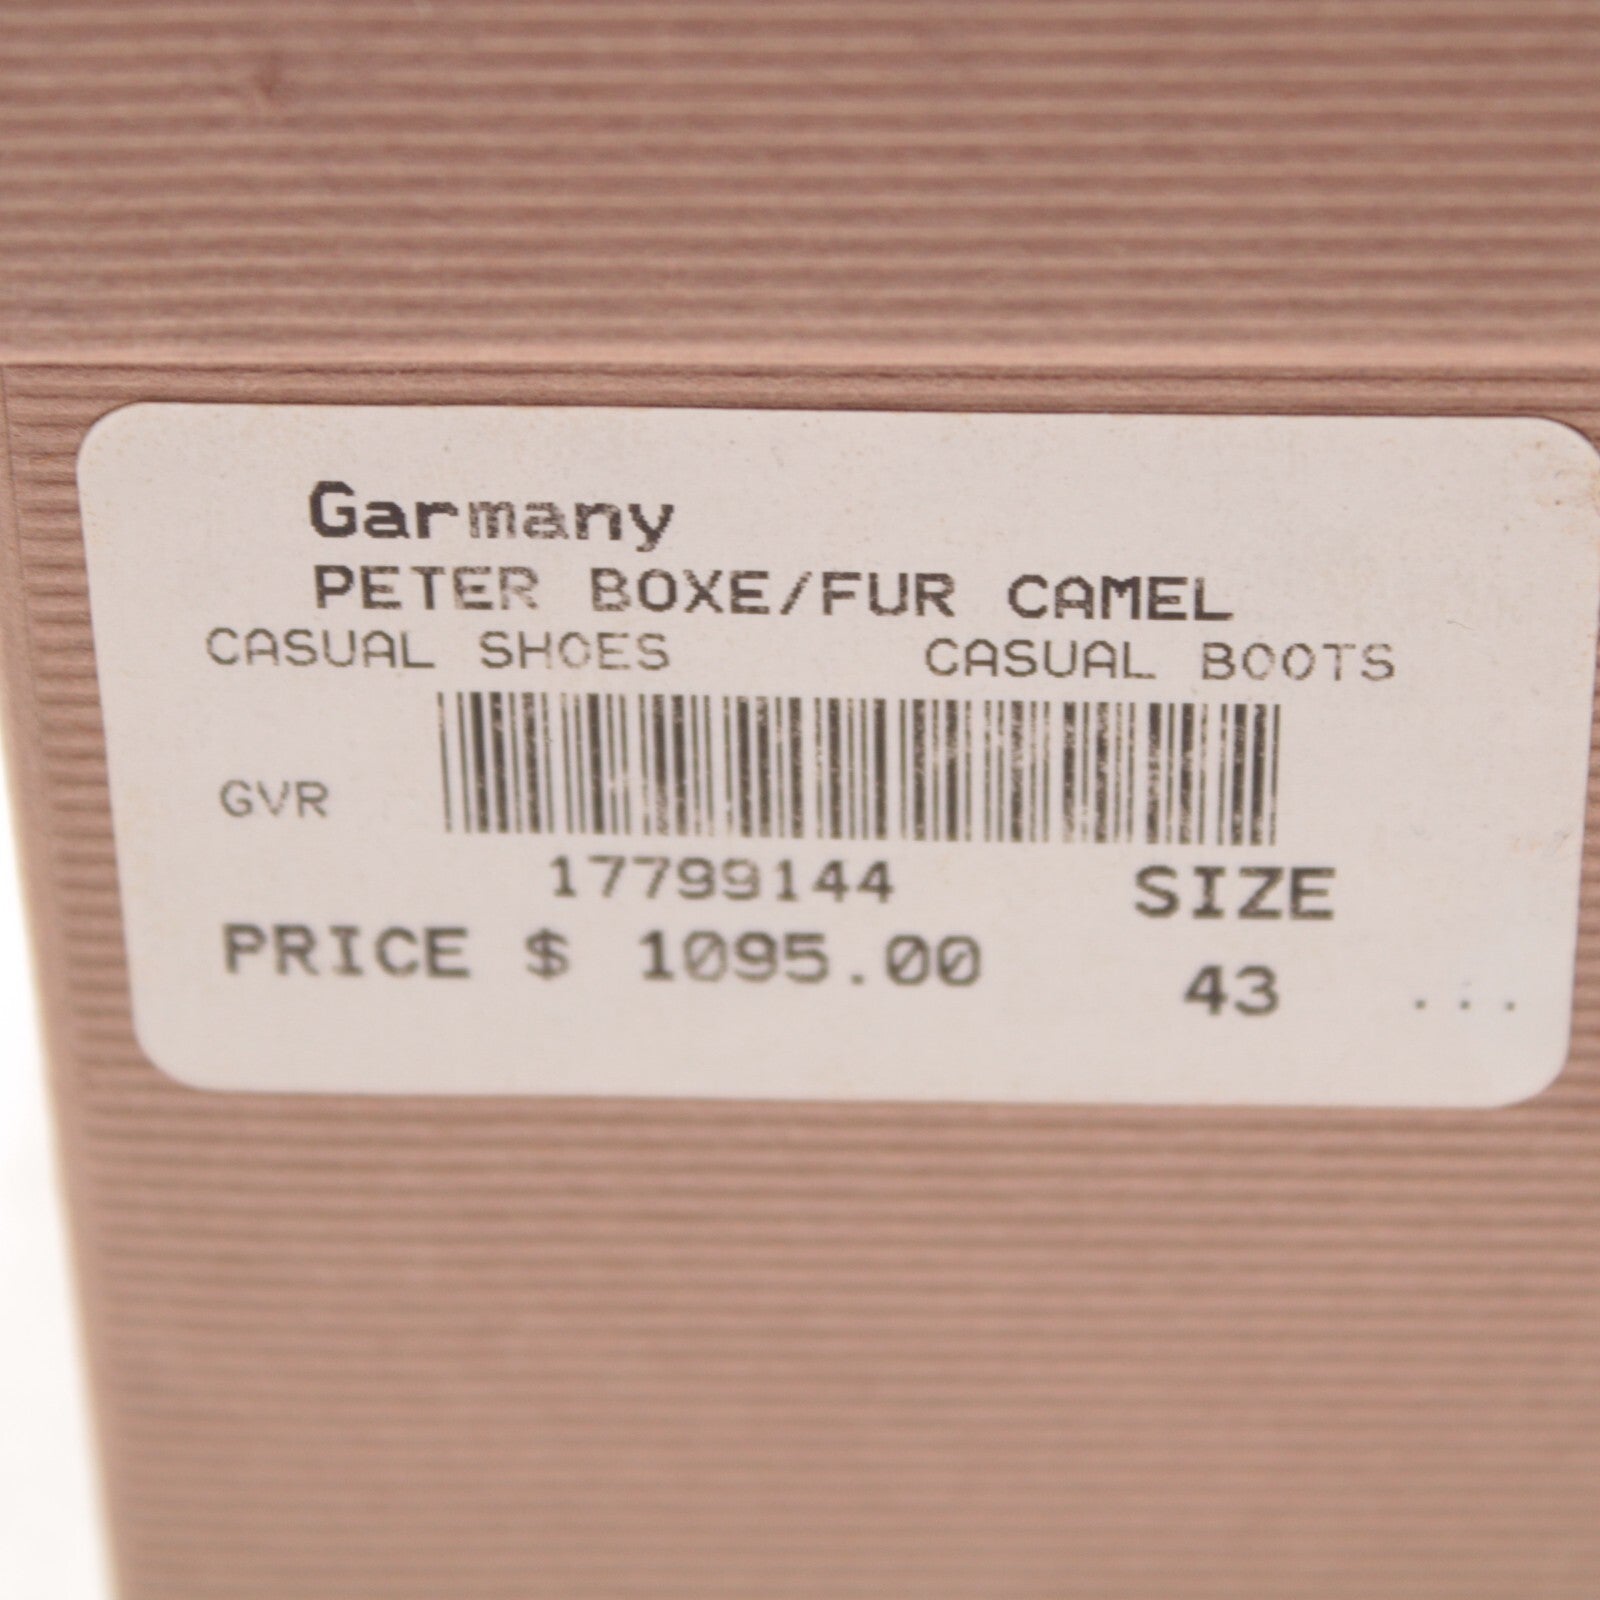 Garmany
PETER BOXE/FUR CAMEL
CASUAL SHOES CASUAL BOOTS
GVR
17799144 SIZE
PRICE $ 1095.00 43 ...